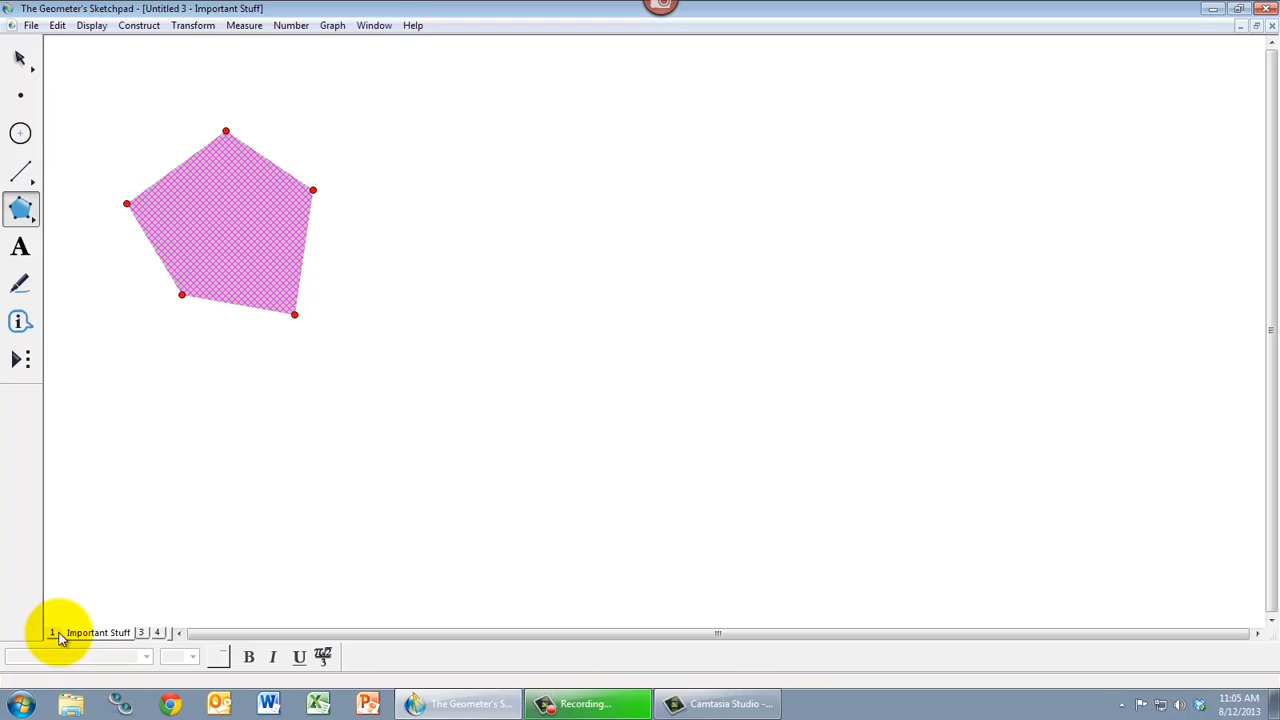 The Geometer's Sketchpad - [Untitled 3 - Important Stuff]
File Edit Display Construct Transform Measure Number Graph Window Help
A
i
1 Important Stuff 3 4
B I U
The Geometer's S... Recording... Camtasia Studio -...
11:05 AM
8/12/2013